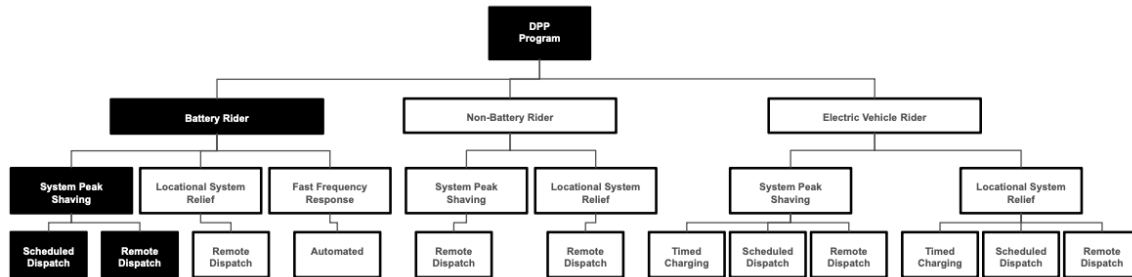 DPP
Program
Battery Rider
Non-Battery Rider
Electric Vehicle Rider
System Peak
Shaving
Locational System
Relief
Fast Frequency
Response
System Peak
Shaving
Locational System
Relief
System Peak
Shaving
Locational System
Relief
Scheduled
Dispatch
Remote
Dispatch
Remote
Dispatch
Automated
Remote
Dispatch
Remote
Dispatch
Timed
Charging
Scheduled
Dispatch
Remote
Dispatch
Timed
Charging
Scheduled
Dispatch
Remote
Dispatch